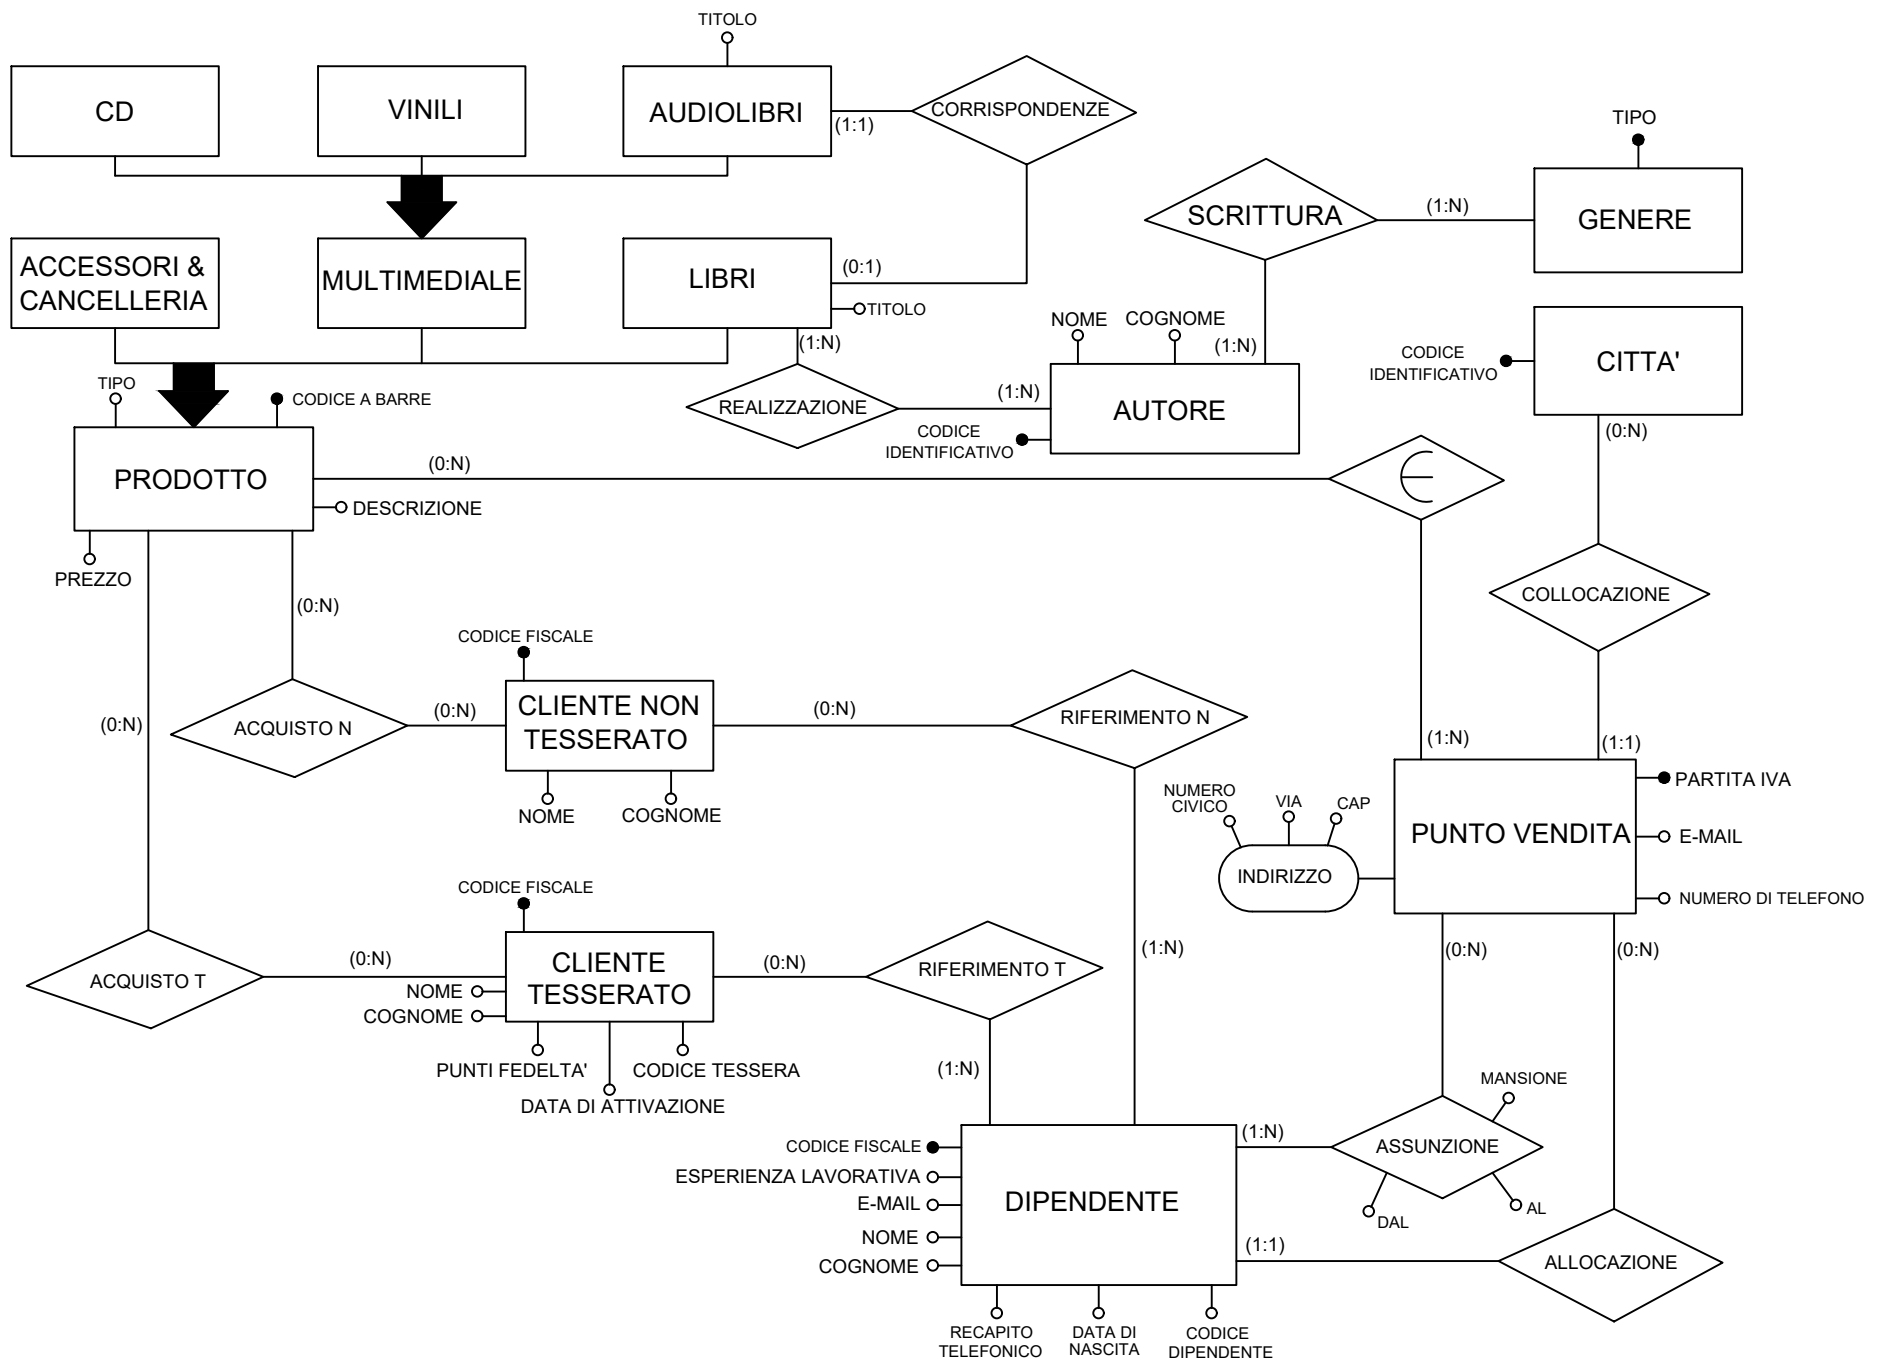 TITOLO
CD
VINILI
AUDIOLIBRI
(1:1)
CORRISPONDENZE
TIPO
GENERE
(1:N)
SCRITTURA
ACCESSORI &
CANCELLERIA
MULTIMEDIALE
LIBRI
(0:1)
TITOLO
(1:N)
NOME
COGNOME
(1:N)
CODICE
IDENTIFICATIVO
CITTA'
TIPO
CODICE A BARRE
REALIZZAZIONE
(1:N)
AUTORE
CODICE
IDENTIFICATIVO
(0:N)
PRODOTTO
(0:N)
∈
DESCRIZIONE
PREZZO
(0:N)
COLLOCAZIONE
CODICE FISCALE
(0:N)
ACQUISTO N
(0:N)
CLIENTE NON
TESSERATO
(0:N)
RIFERIMENTO N
(1:N)
(1:1)
NOME
COGNOME
NUMERO
CIVICO
VIA
CAP
INDIRIZZO
PUNTO VENDITA
PARTITA IVA
E-MAIL
NUMERO DI TELEFONO
CODICE FISCALE
ACQUISTO T
(0:N)
CLIENTE
TESSERATO
(0:N)
RIFERIMENTO T
(1:N)
(0:N)
(0:N)
NOME
COGNOME
PUNTI FEDELTA'
CODICE TESSERA
DATA DI ATTIVAZIONE
(1:N)
MANSIONE
CODICE FISCALE
ESPERIENZA LAVORATIVA
E-MAIL
NOME
COGNOME
DIPENDENTE
(1:N)
ASSUNZIONE
DAL
AL
(1:1)
ALLOCAZIONE
RECAPITO
TELEFONICO
DATA DI
NASCITA
CODICE
DIPENDENTE